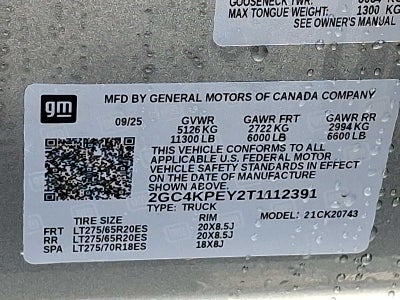 GOOSENECK TWR:
MAX TONGUE WEIGHT: 1300 KG
SEE OWNER'S MANUAL
gm
MFD BY GENERAL MOTORS OF CANADA COMPANY
09/25 GVWR GAWR FRT GAWR RR
5126 KG 2722 KG 2994 KG
11300 LB 6000 LB 6600 LB
THIS VEHICLE CONFORMS TO ALL
APPLICABLE U.S. FEDERAL MOTOR
VEHICLE SAFETY STANDARDS IN EFFECT
ON THE DATE OF MANUFACTURE
SHOWN ABOVE.
2GC4KPEY2T1112391
TYPE: TRUCK MODEL: 21CK20743
TIRE SIZE RIM
FRT LT275/65R20ES 20X8.5J
RR LT275/65R20ES 20X8.5J
SPA LT275/70R18ES 18X8J